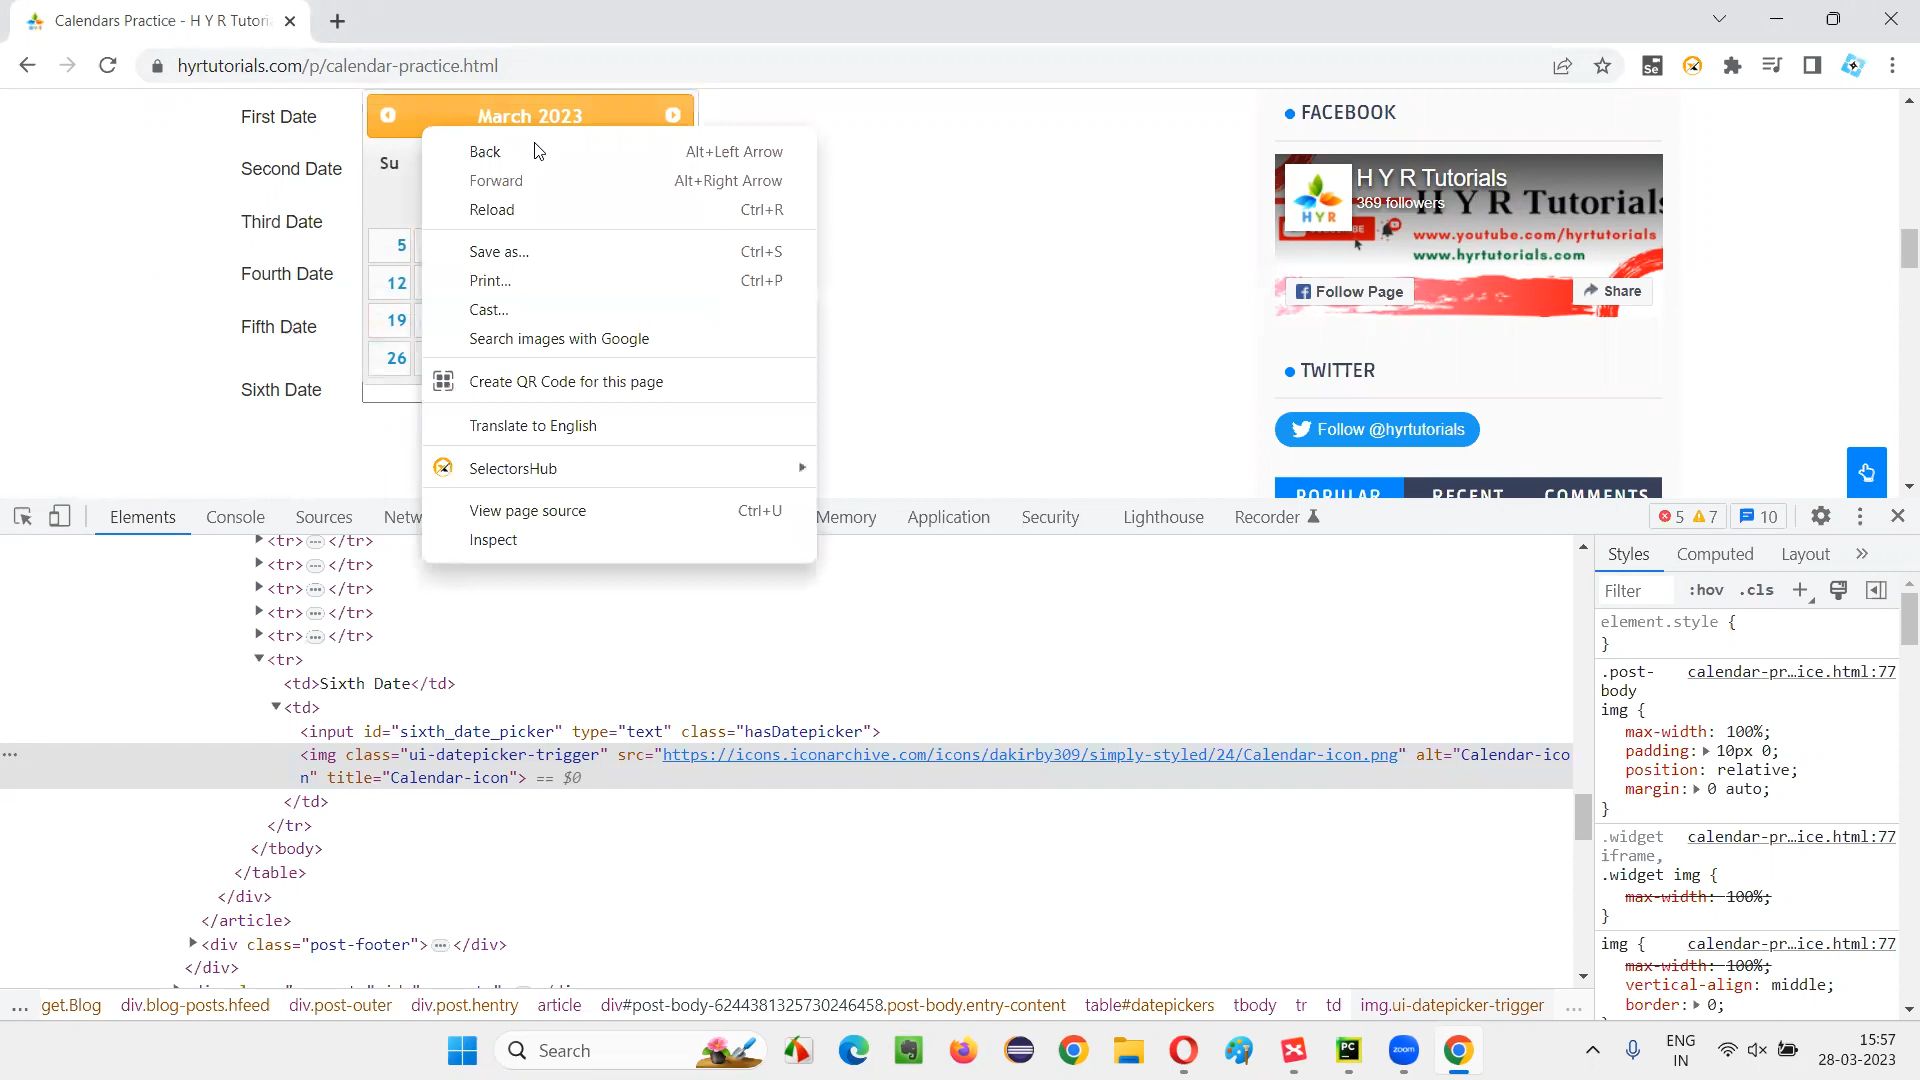 Calendars Practice - H Y R Tutori
hyrtutorials.com/p/calendar-practice.html
First Date
Second Date
Third Date
Fourth Date
Fifth Date
Sixth Date
March 2023
Su
5
12
19
26
Back Alt+Left Arrow
Forward Alt+Right Arrow
Reload Ctrl+R
Save as... Ctrl+S
Print... Ctrl+P
Cast...
Search images with Google
Create QR Code for this page
Translate to English
SelectorsHub
View page source Ctrl+U
Inspect
FACEBOOK
H Y R Tutorials
369 followers
H Y R Tutorials
www.youtube.com/hyrtutorials
www.hyrtutorials.com
HYR
Follow Page Share
TWITTER
Follow @hyrtutorials
POPULAR RECENT COMMENTS
Elements Console Sources Netw Memory Application Security Lighthouse Recorder 5 7 10
<tr> … </tr>
<tr> … </tr>
<tr> … </tr>
<tr> … </tr>
<tr> … </tr>
<tr>
<td>Sixth Date</td>
<td>
<input id="sixth_date_picker" type="text" class="hasDatepicker">
<img class="ui-datepicker-trigger" src="https://icons.iconarchive.com/icons/dakirby309/simply-styled/24/Calendar-icon.png" alt="Calendar-ico
n" title="Calendar-icon"> == $0
</td>
</tr>
</tbody>
</table>
</div>
</article>
<div class="post-footer"> … </div>
</div>
... get.Blog div.blog-posts.hfeed div.post-outer div.post.hentry article div#post-body-6244381325730246458.post-body.entry-content table#datepickers tbody tr td img.ui-datepicker-trigger ...
Styles Computed Layout »
Filter :hov .cls +
element.style {
}
.post- calendar-pr…ice.html:77
body
img {
max-width: 100%;
padding: 10px 0;
position: relative;
margin: 0 auto;
}
.widget calendar-pr…ice.html:77
iframe,
.widget img {
max-width: 100%;
}
img { calendar-pr…ice.html:77
max-width: 100%;
vertical-align: middle;
border: 0;
Search
PC
zoom
ENG
IN
15:57
28-03-2023